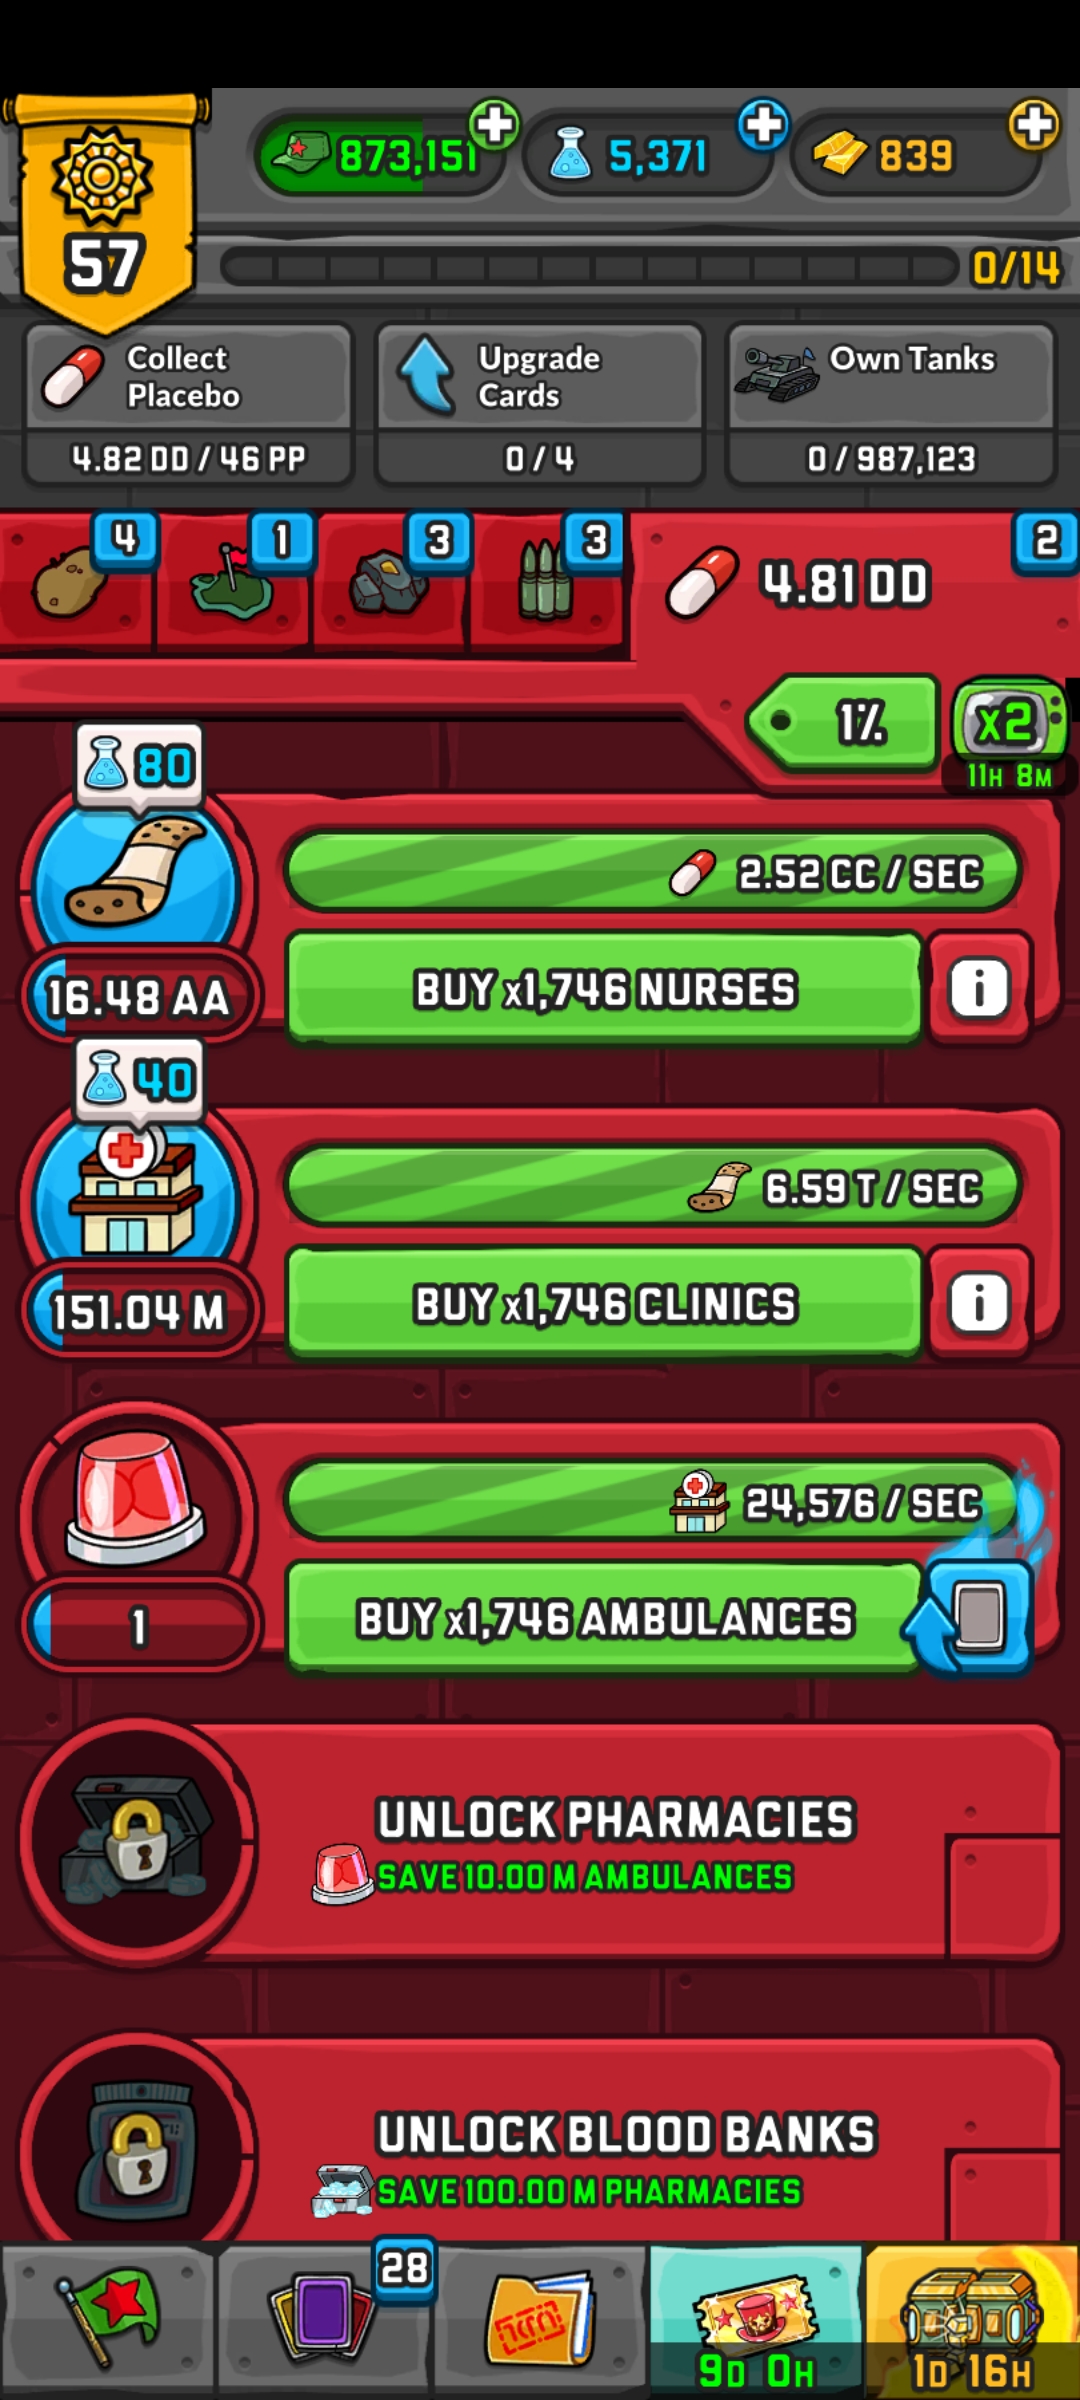 873,151
5,371
839
57
0/14
Collect
Placebo
4.82 DD / 46 PP
Upgrade
Cards
0 / 4
Own Tanks
0 / 987,123
4
1
3
3
4.81 DD
2
1%
x2
11H 8M
80
2.52 CC / SEC
16.48 AA
BUY x1,746 NURSES
i
40
6.59 T / SEC
151.04 M
BUY x1,746 CLINICS
i
24,576 / SEC
1
BUY x1,746 AMBULANCES
UNLOCK PHARMACIES
SAVE 10.00 M AMBULANCES
UNLOCK BLOOD BANKS
SAVE 100.00 M PHARMACIES
28
9D 0H
1D 16H